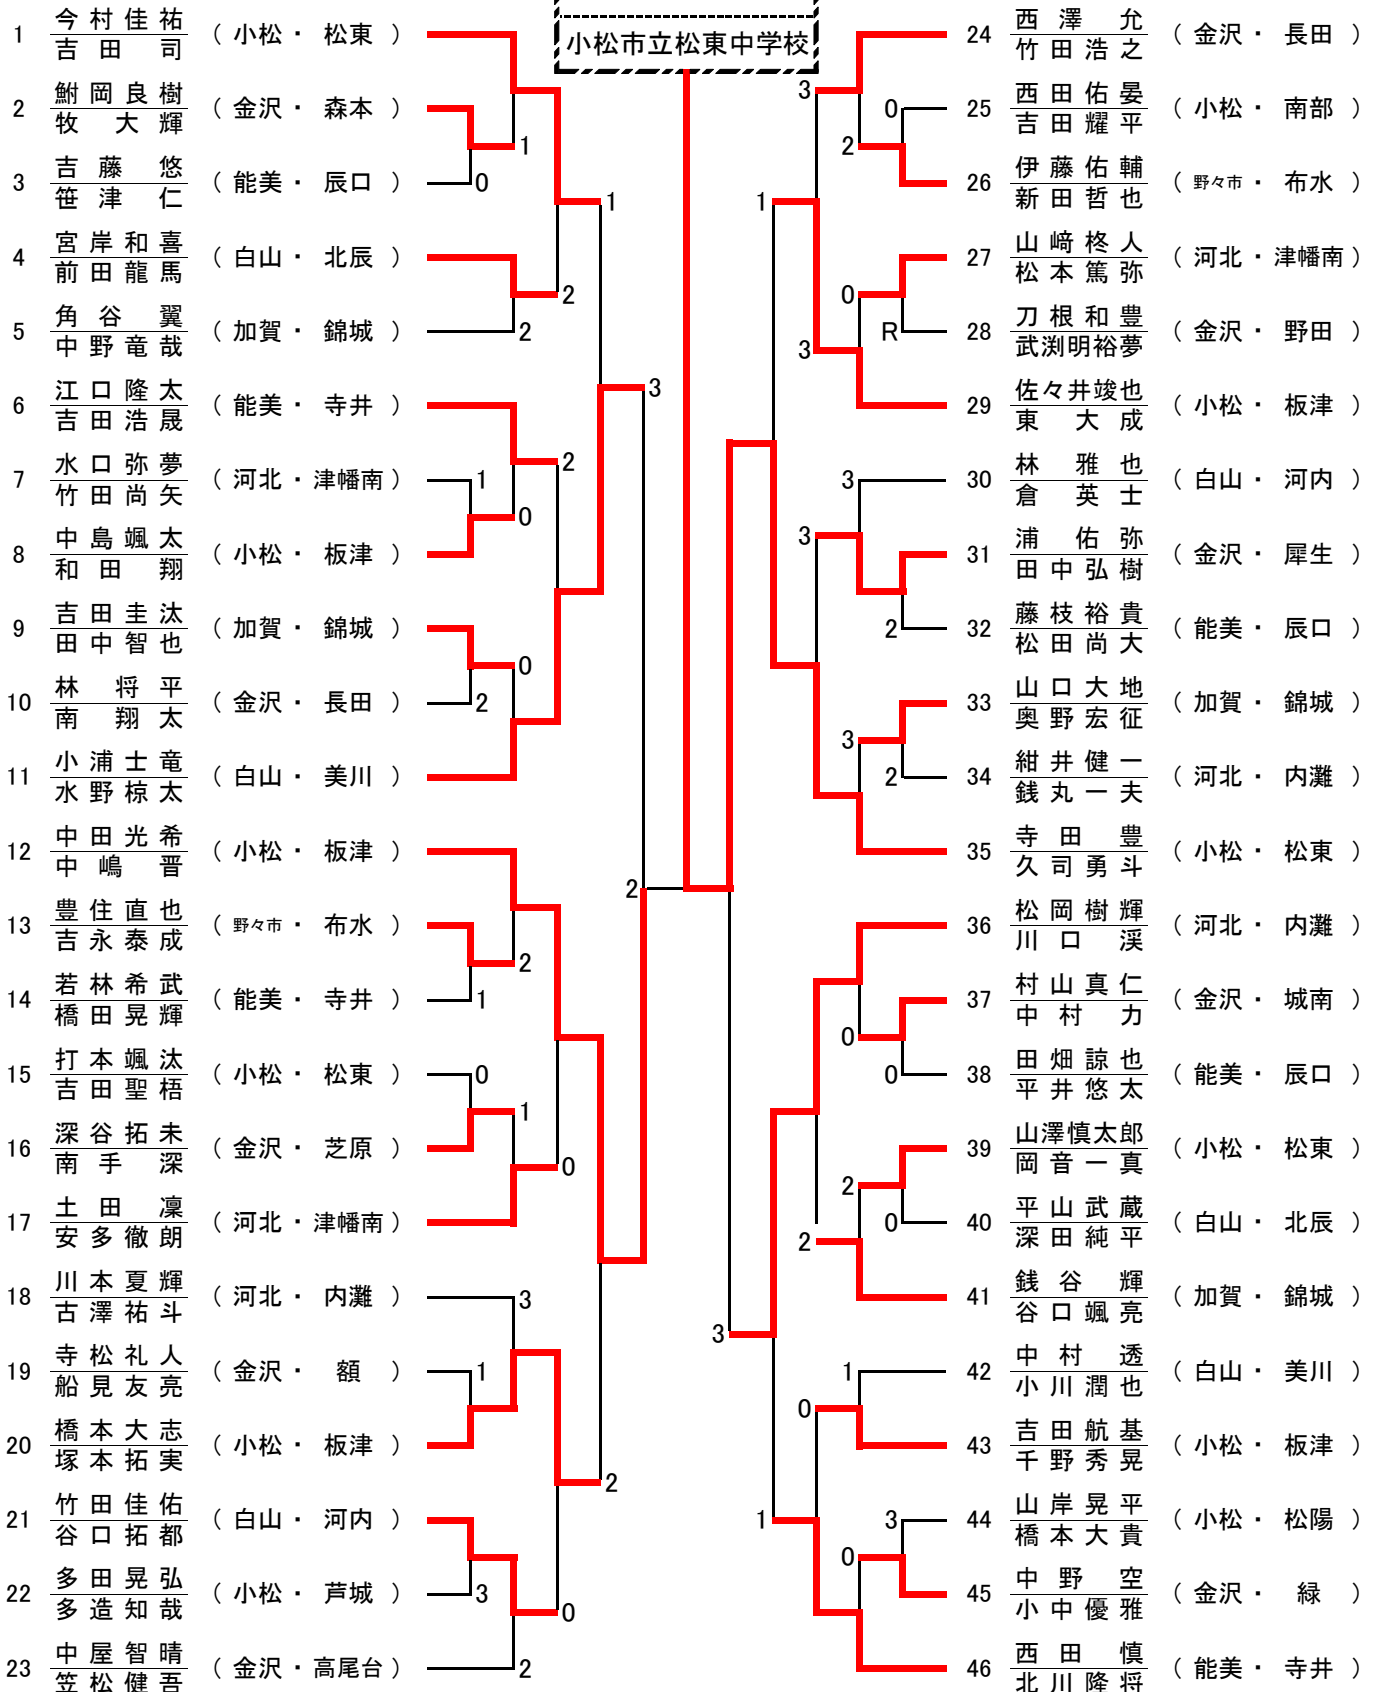 小松市立松東中学校
1 今村佳祐 吉田司 （小松・松東）
2 鮒岡良樹 牧大輝 （金沢・森本）
3 吉藤悠 笹津仁 （能美・辰口）
4 宮岸和喜 前田龍馬 （白山・北辰）
5 角谷翼 中野竜哉 （加賀・錦城）
6 江口隆太 吉田浩晟 （能美・寺井）
7 水口弥夢 竹田尚矢 （河北・津幡南）
8 中島颯太 和田翔 （小松・板津）
9 吉田圭汰 田中智也 （加賀・錦城）
10 林将平 南翔太 （金沢・長田）
11 小浦士竜 水野椋太 （白山・美川）
12 中田光希 中嶋晋 （小松・板津）
13 豊住直也 吉永泰成 （野々市・布水）
14 若林希武 橋田晃輝 （能美・寺井）
15 打本颯汰 吉田聖梧 （小松・松東）
16 深谷拓未 南手深 （金沢・芝原）
17 土田凜 安多徹朗 （河北・津幡南）
18 川本夏輝 古澤祐斗 （河北・内灘）
19 寺松礼人 船見友亮 （金沢・額）
20 橋本大志 塚本拓実 （小松・板津）
21 竹田佳佑 谷口拓都 （白山・河内）
22 多田晃弘 多造知哉 （小松・芦城）
23 中屋智晴 笠松健吾 （金沢・高尾台）
1
0
1
2
2
3
1
2
0
0
2
2
2
1
0
1
0
3
1
2
3
0
2
2
3
0
2
1
0
R
3
3
3
2
3
2
0
0
2
0
2
3
1
0
1
3
0
24 西澤允 竹田浩之 （金沢・長田）
25 西田佑晏 吉田耀平 （小松・南部）
26 伊藤佑輔 新田哲也 （野々市・布水）
27 山﨑柊人 松本篤弥 （河北・津幡南）
28 刀根和豊 武渕明裕夢 （金沢・野田）
29 佐々井竣也 東大成 （小松・板津）
30 林雅也 倉英士 （白山・河内）
31 浦佑弥 田中弘樹 （金沢・犀生）
32 藤枝裕貴 松田尚大 （能美・辰口）
33 山口大地 奥野宏征 （加賀・錦城）
34 紺井健一 銭丸一夫 （河北・内灘）
35 寺田豊 久司勇斗 （小松・松東）
36 松岡樹輝 川口渓 （河北・内灘）
37 村山真仁 中村力 （金沢・城南）
38 田畑諒也 平井悠太 （能美・辰口）
39 山澤慎太郎 岡音一真 （小松・松東）
40 平山武蔵 深田純平 （白山・北辰）
41 銭谷輝 谷口颯亮 （加賀・錦城）
42 中村透 小川潤也 （白山・美川）
43 吉田航基 千野秀晃 （小松・板津）
44 山岸晃平 橋本大貴 （小松・松陽）
45 中野空 小中優雅 （金沢・緑）
46 西田慎 北川隆将 （能美・寺井）